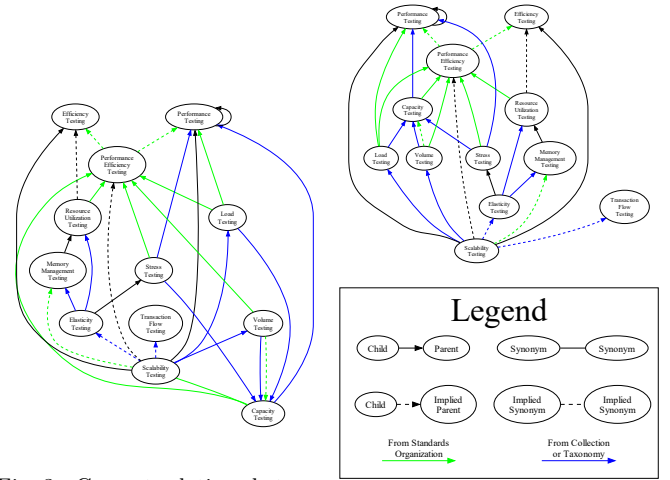 Performance
Testing
Efficiency
Testing
Performance
Efficiency
Testing
Capacity
Testing
Resource
Utilization
Testing
Load
Testing
Volume
Testing
Stress
Testing
Memory
Management
Testing
Elasticity
Testing
Transaction
Flow
Testing
Scalability
Testing
Efficiency
Testing
Performance
Testing
Performance
Efficiency
Testing
Resource
Utilization
Testing
Load
Testing
Memory
Management
Testing
Stress
Testing
Elasticity
Testing
Transaction
Flow
Testing
Volume
Testing
Scalability
Testing
Capacity
Testing
Legend
Child Parent Synonym Synonym
Child Implied
Parent
Implied
Synonym
Implied
Synonym
From Standards
Organization
From Collection
or Taxonomy